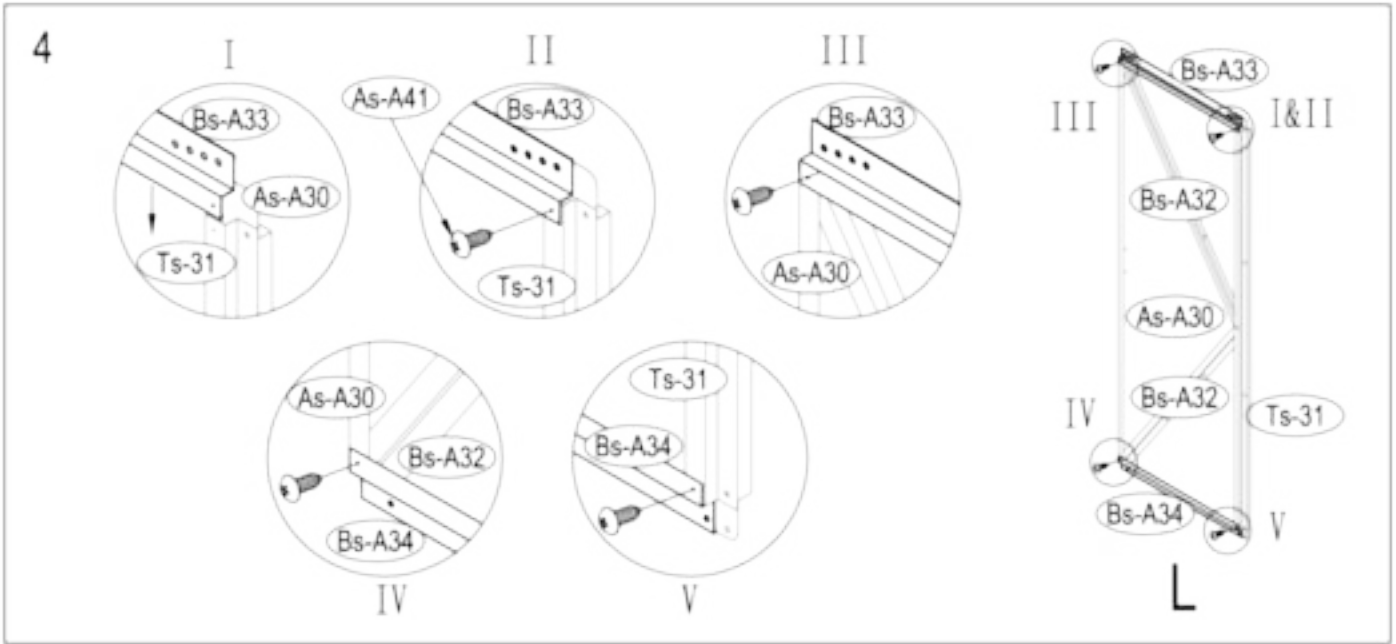 4
I
Bs-A33
As-A30
Ts-31
II
As-A41
Bs-A33
Ts-31
III
Bs-A33
As-A30
As-A30
Bs-A32
Bs-A34
IV
Ts-31
Bs-A34
V
Bs-A33
III
I&II
Bs-A32
As-A30
Bs-A32
IV
Ts-31
Bs-A34
V
L